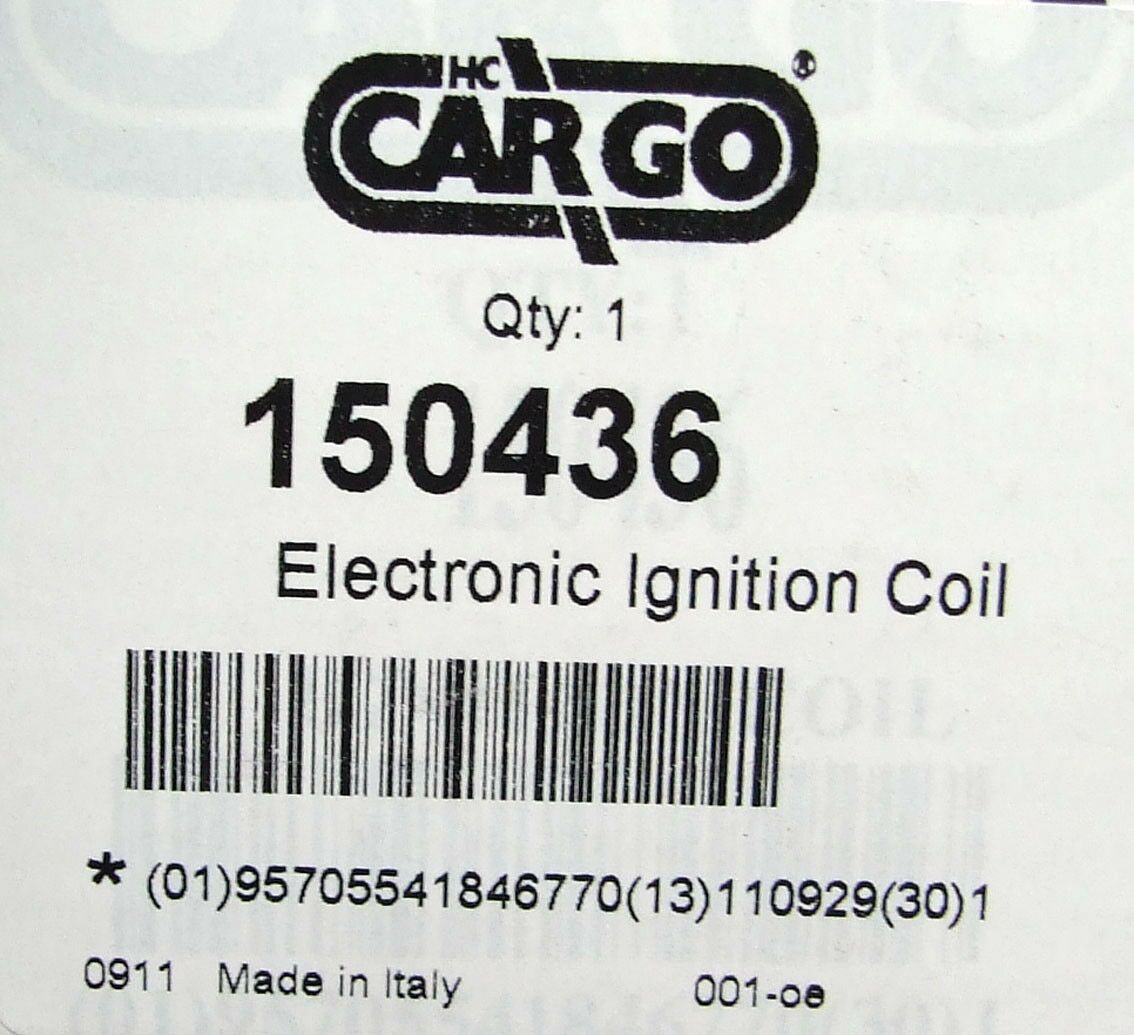 HC
CARGO®
Qty: 1
150436
Electronic Ignition Coil
* (01)95705541846770(13)110929(30)1
0911 Made in Italy 001-oe